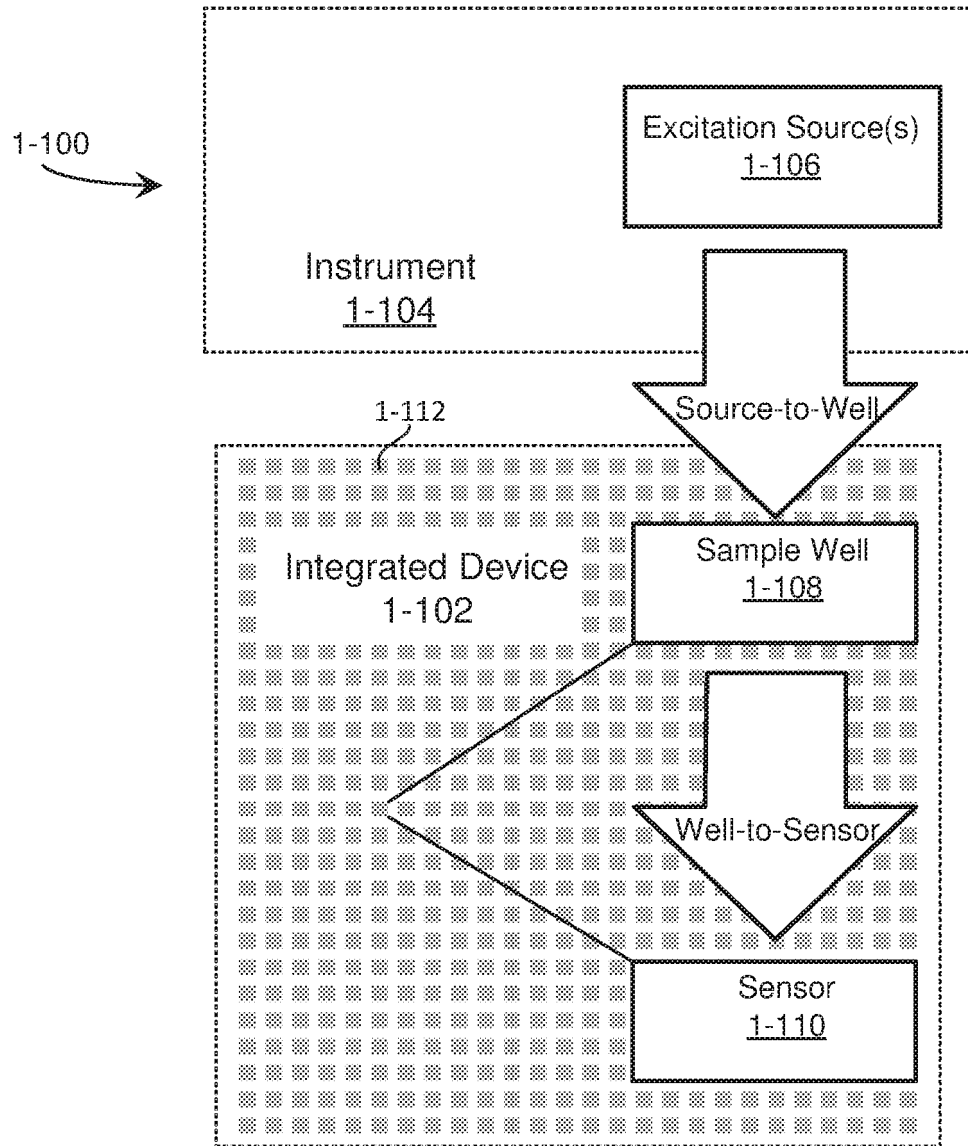 Excitation Source(s)
1-106
1-100
Instrument
1-104
Source-to-Well
1-112
Sample Well
1-108
Integrated Device
1-102
Well-to-Sensor
Sensor
1-110